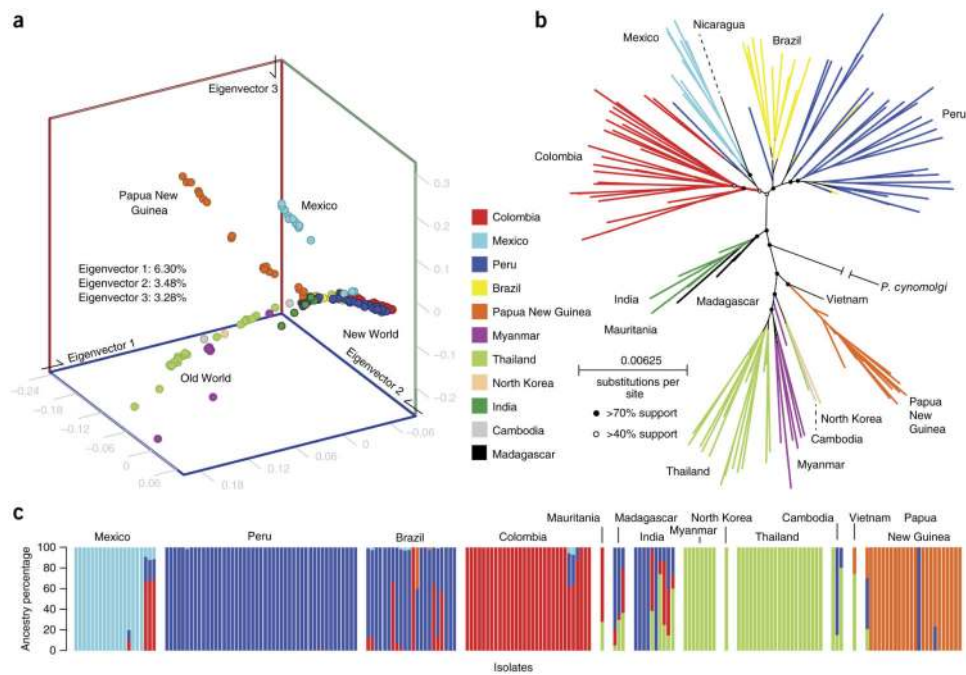 a
Eigenvector 3
Papua New
Guinea
Mexico
Eigenvector 1: 6.30%
Eigenvector 2: 3.48%
Eigenvector 3: 3.28%
0.3
0.2
0.1
0
−0.1
−0.2
New World
Eigenvector 1
Old World
Eigenvector 2
−0.24
−0.18
−0.12
−0.06
0
0.06
0.18
0.12
0
−0.06
Colombia
Mexico
Peru
Brazil
Papua New Guinea
Myanmar
Thailand
North Korea
India
Cambodia
Madagascar
b
Nicaragua
Mexico
Brazil
Peru
Colombia
India
Madagascar
Mauritania
Vietnam
P. cynomolgi
0.00625
substitutions per
site
>70% support
>40% support
Papua
New
Guinea
North Korea
Cambodia
Myanmar
Thailand
c
Mauritania
Madagascar
North Korea
Cambodia
Vietnam
Papua
Mexico
Peru
Brazil
Colombia
India
Myanmar
Thailand
New Guinea
Ancestry percentage
100
80
60
40
20
0
Isolates